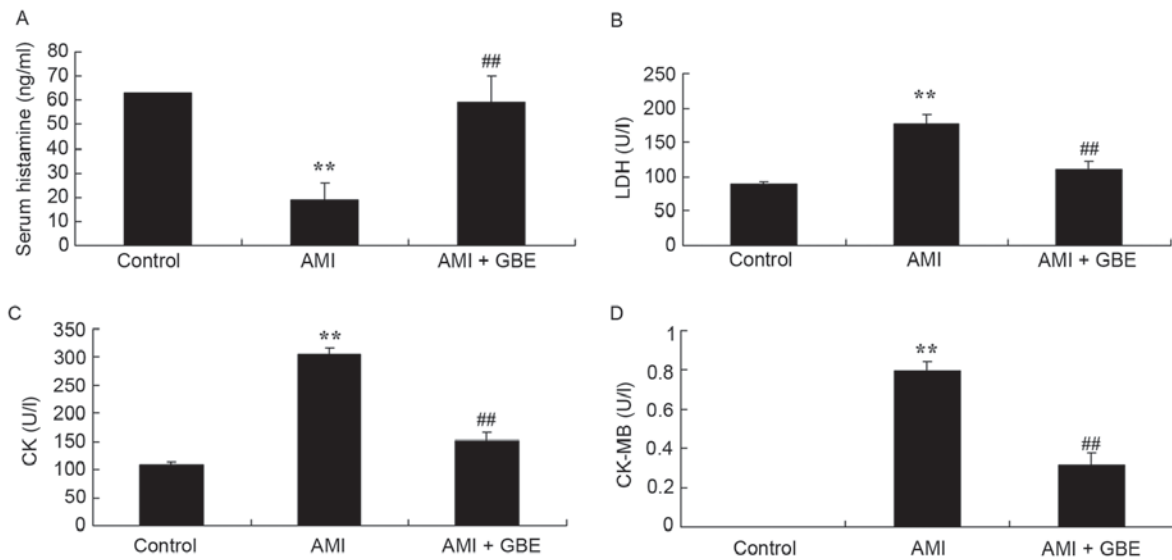 A
Serum histamine (ng/ml)
80
70
60
50
40
30
20
10
0
**
##
Control
AMI
AMI + GBE
B
LDH (U/l)
250
200
150
100
50
0
**
##
Control
AMI
AMI + GBE
C
CK (U/l)
350
300
250
200
150
100
50
0
**
##
Control
AMI
AMI + GBE
D
CK-MB (U/l)
1
0.8
0.6
0.4
0.2
0
**
##
Control
AMI
AMI + GBE